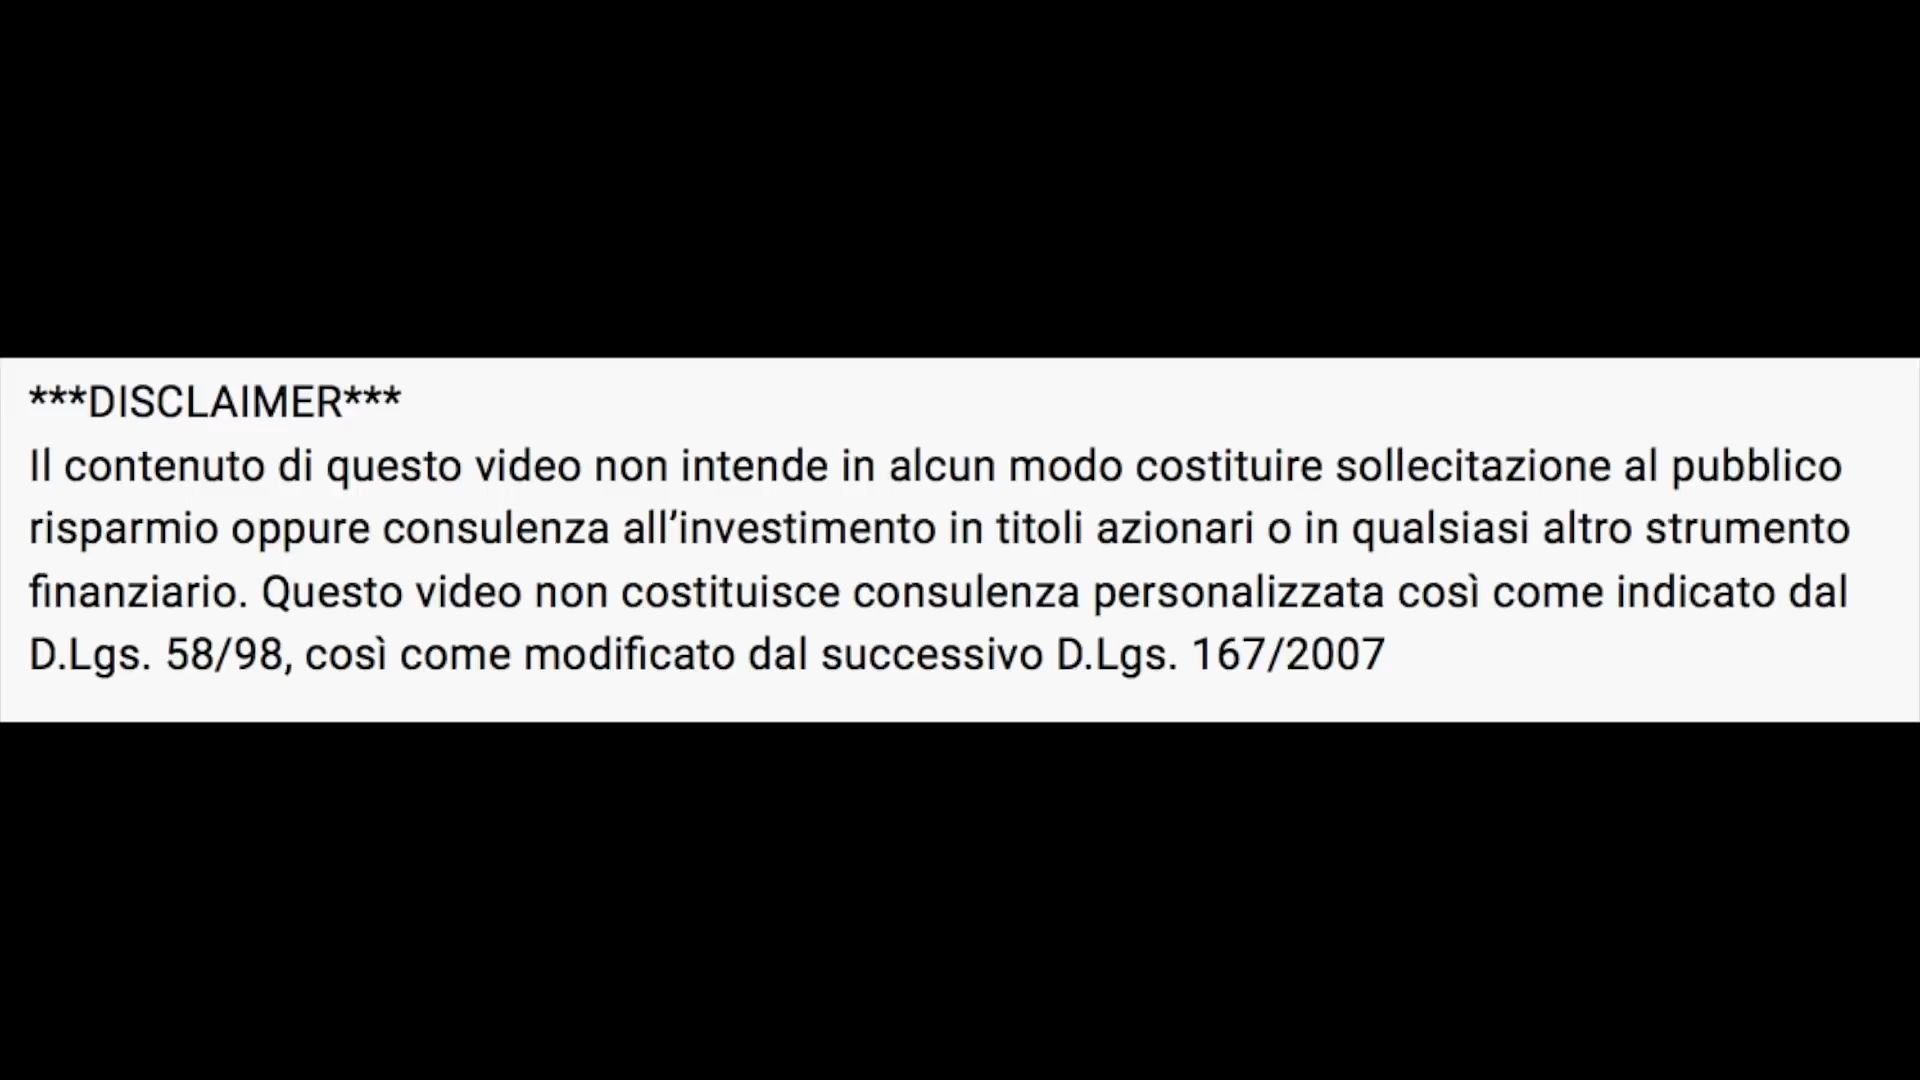 ***DISCLAIMER***
Il contenuto di questo video non intende in alcun modo costituire sollecitazione al pubblico
risparmio oppure consulenza all’investimento in titoli azionari o in qualsiasi altro strumento
finanziario. Questo video non costituisce consulenza personalizzata così come indicato dal
D.Lgs. 58/98, così come modificato dal successivo D.Lgs. 167/2007